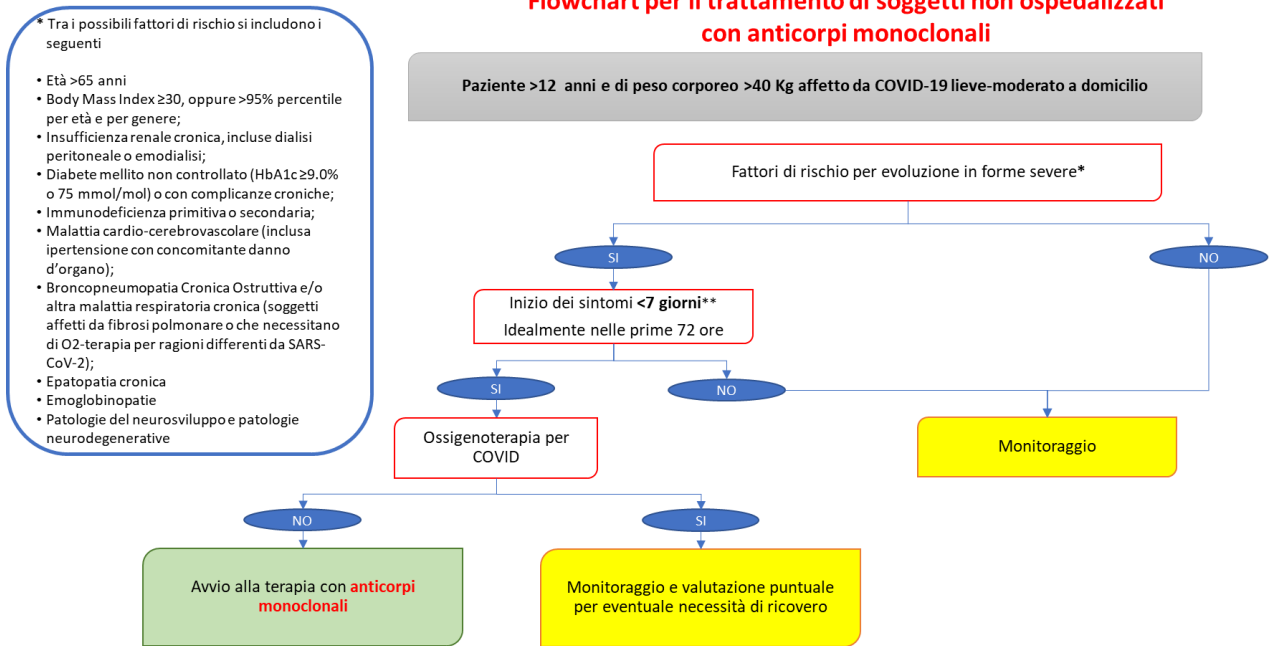 Flowchart per il trattamento di soggetti non ospedalizzati
con anticorpi monoclonali
* Tra i possibili fattori di rischio si includono i
seguenti
• Età >65 anni
• Body Mass Index ≥30, oppure >95% percentile
per età e per genere;
• Insufficienza renale cronica, incluse dialisi
peritoneale o emodialisi;
• Diabete mellito non controllato (HbA1c ≥9.0%
o 75 mmol/mol) o con complicanze croniche;
• Immunodeficienza primitiva o secondaria;
• Malattia cardio-cerebrovascolare (inclusa
ipertensione con concomitante danno
d’organo);
• Broncopneumopatia Cronica Ostruttiva e/o
altra malattia respiratoria cronica (soggetti
affetti da fibrosi polmonare o che necessitano
di O2-terapia per ragioni differenti da SARS-
CoV-2);
• Epatopatia cronica
• Emoglobinopatie
• Patologie del neurosviluppo e patologie
neurodegenerative
Paziente >12 anni e di peso corporeo >40 Kg affetto da COVID-19 lieve-moderato a domicilio
Fattori di rischio per evoluzione in forme severe*
SI
NO
Inizio dei sintomi <7 giorni**
Idealmente nelle prime 72 ore
SI
NO
Ossigenoterapia per
COVID
Monitoraggio
NO
SI
Avvio alla terapia con anticorpi
monoclonali
Monitoraggio e valutazione puntuale
per eventuale necessità di ricovero